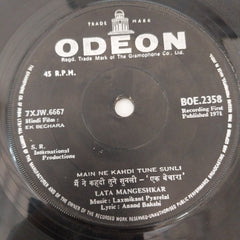 TRADE MARK
ODEON
Regd. Trade Mark of The Gramophone Co., Ltd.
45 R.P.M.
7XJW.6667
Hindi Film :
EK BECHARA
BOE.2358
Recording First
Published 1971
S. R.
International
Productions
MAIN NE KAHDI TUNE SUNLI
मैं ने कहदी तुने सुनली - 'एक बेचारा'
LATA MANGESHKAR
Music: Laxmikant Pyarelal
Lyric: Anand Bakshi